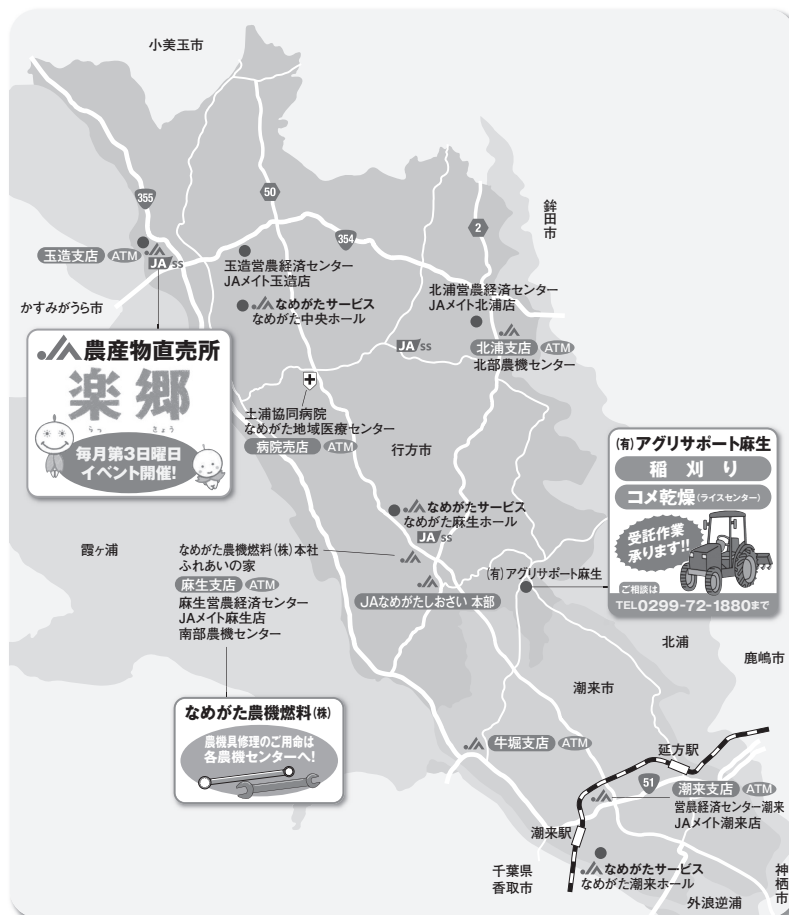 小美玉市
355
50
354
2
鉾田市
玉造支店 ATM
JA SS
玉造営農経済センター
JAメイト玉造店
なめがたサービス
なめがた中央ホール
かすみがうら市
北浦営農経済センター
JAメイト北浦店
北浦支店 ATM
北部農機センター
JA SS
農産物直売所
楽郷
らっきょう
毎月第3日曜日
イベント開催!
土浦協同病院
なめがた地域医療センター
病院売店 ATM
行方市
(有)アグリサポート麻生
稲刈り
コメ乾燥(ライスセンター)
受託作業
承ります!!
ご相談は
TEL0299-72-1880まで
なめがたサービス
なめがた麻生ホール
JA SS
霞ヶ浦
なめがた農機燃料(株)本社
ふれあいの家
麻生支店 ATM
麻生営農経済センター
JAメイト麻生店
南部農機センター
(有)アグリサポート麻生
JAなめがたしおさい 本部
北浦
鹿嶋市
潮来市
なめがた農機燃料(株)
農機具修理のご用命は
各農機センターへ!
牛堀支店 ATM
延方駅
51
潮来支店 ATM
営農経済センター潮来
JAメイト潮来店
潮来駅
なめがたサービス
なめがた潮来ホール
千葉県
香取市
神栖市
外浪逆浦